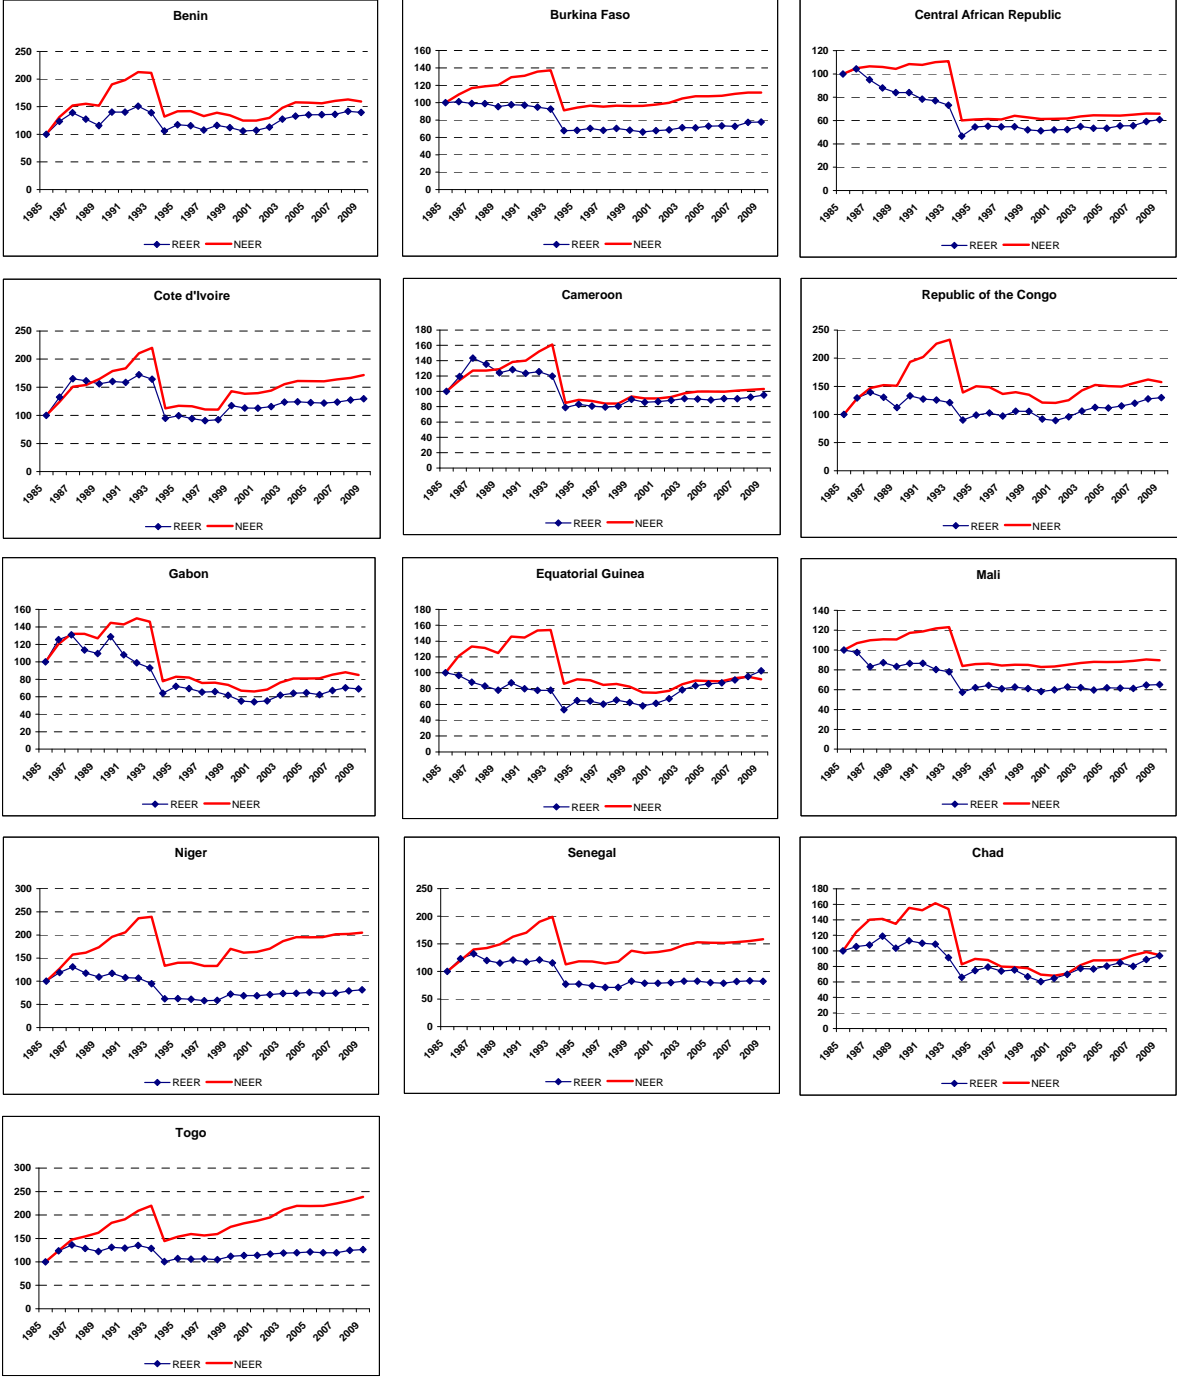 Benin
250
200
150
100
50
0
1985 1987 1989 1991 1993 1995 1997 1999 2001 2003 2005 2007 2009
REER NEER
Burkina Faso
160
140
120
100
80
60
40
20
0
1985 1987 1989 1991 1993 1995 1997 1999 2001 2003 2005 2007 2009
REER NEER
Central African Republic
120
100
80
60
40
20
0
1985 1987 1989 1991 1993 1995 1997 1999 2001 2003 2005 2007 2009
REER NEER
Cote d'Ivoire
250
200
150
100
50
0
1985 1987 1989 1991 1993 1995 1997 1999 2001 2003 2005 2007 2009
REER NEER
Cameroon
180
160
140
120
100
80
60
40
20
0
1985 1987 1989 1991 1993 1995 1997 1999 2001 2003 2005 2007 2009
REER NEER
Republic of the Congo
250
200
150
100
50
0
1985 1987 1989 1991 1993 1995 1997 1999 2001 2003 2005 2007 2009
REER NEER
Gabon
160
140
120
100
80
60
40
20
0
1985 1987 1989 1991 1993 1995 1997 1999 2001 2003 2005 2007 2009
REER NEER
Equatorial Guinea
180
160
140
120
100
80
60
40
20
0
1985 1987 1989 1991 1993 1995 1997 1999 2001 2003 2005 2007 2009
REER NEER
Mali
140
120
100
80
60
40
20
0
1985 1987 1989 1991 1993 1995 1997 1999 2001 2003 2005 2007 2009
REER NEER
Niger
300
250
200
150
100
50
0
1985 1987 1989 1991 1993 1995 1997 1999 2001 2003 2005 2007 2009
REER NEER
Senegal
250
200
150
100
50
0
1985 1987 1989 1991 1993 1995 1997 1999 2001 2003 2005 2007 2009
REER NEER
Chad
180
160
140
120
100
80
60
40
20
0
1985 1987 1989 1991 1993 1995 1997 1999 2001 2003 2005 2007 2009
REER NEER
Togo
300
250
200
150
100
50
0
1985 1987 1989 1991 1993 1995 1997 1999 2001 2003 2005 2007 2009
REER NEER